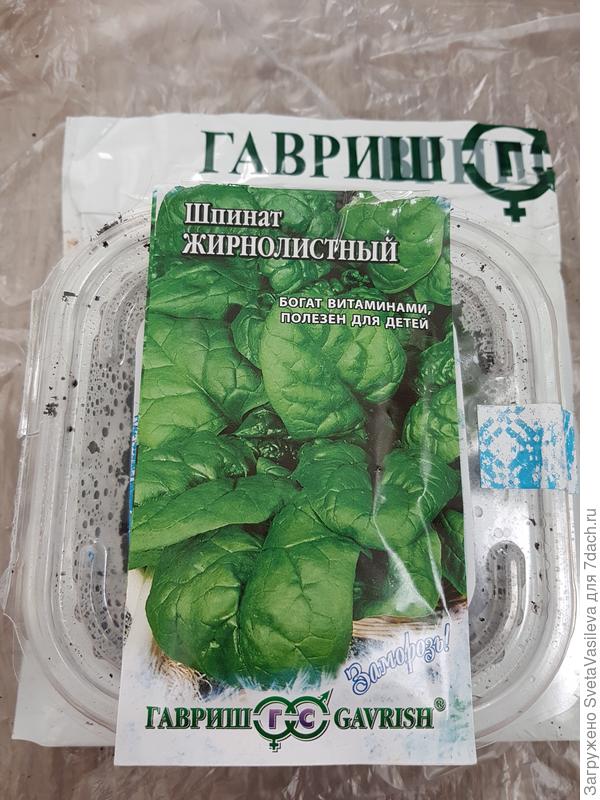 ГАВРИШ
Шпинат
ЖИРНОЛИСТНЫЙ
БОГАТ ВИТАМИНАМИ,
ПОЛЕЗЕН ДЛЯ ДЕТЕЙ
Заморозь!
ГАВРИШ ГС GAVRISH®
Загружено SvetaVasileva для 7dach.ru